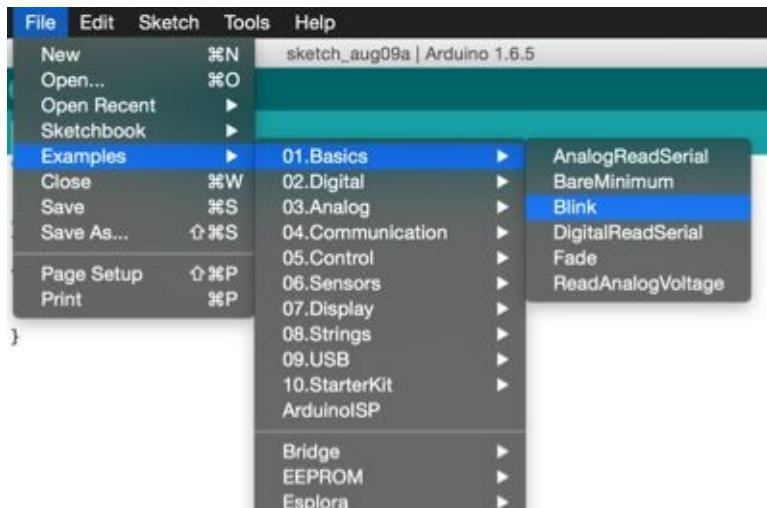 File Edit Sketch Tools Help
sketch_aug09a | Arduino 1.6.5
New ⌘N
Open... ⌘O
Open Recent ▶
Sketchbook ▶
Examples ▶
Close ⌘W
Save ⌘S
Save As... ⇧⌘S
Page Setup ⇧⌘P
Print ⌘P
}
01.Basics ▶
02.Digital ▶
03.Analog ▶
04.Communication ▶
05.Control ▶
06.Sensors ▶
07.Display ▶
08.Strings ▶
09.USB ▶
10.StarterKit ▶
ArduinoISP
Bridge ▶
EEPROM ▶
Esplora ▶
AnalogReadSerial
BareMinimum
Blink
DigitalReadSerial
Fade
ReadAnalogVoltage